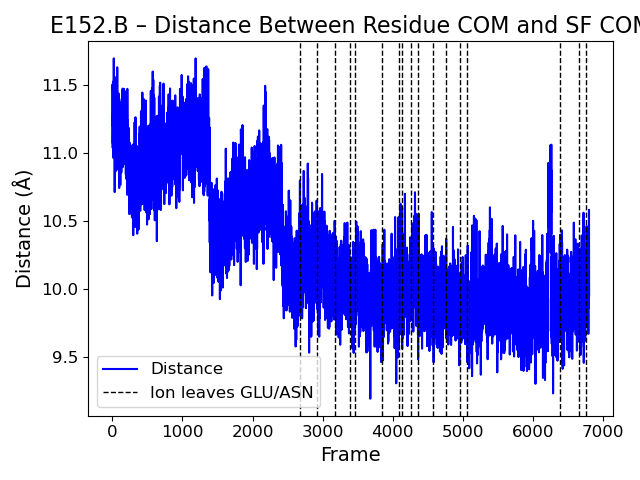 E152.B – Distance Between Residue COM and SF COM
Distance (Å)
11.5
11.0
10.5
10.0
9.5
Distance
Ion leaves GLU/ASN
0 1000 2000 3000 4000 5000 6000 7000
Frame